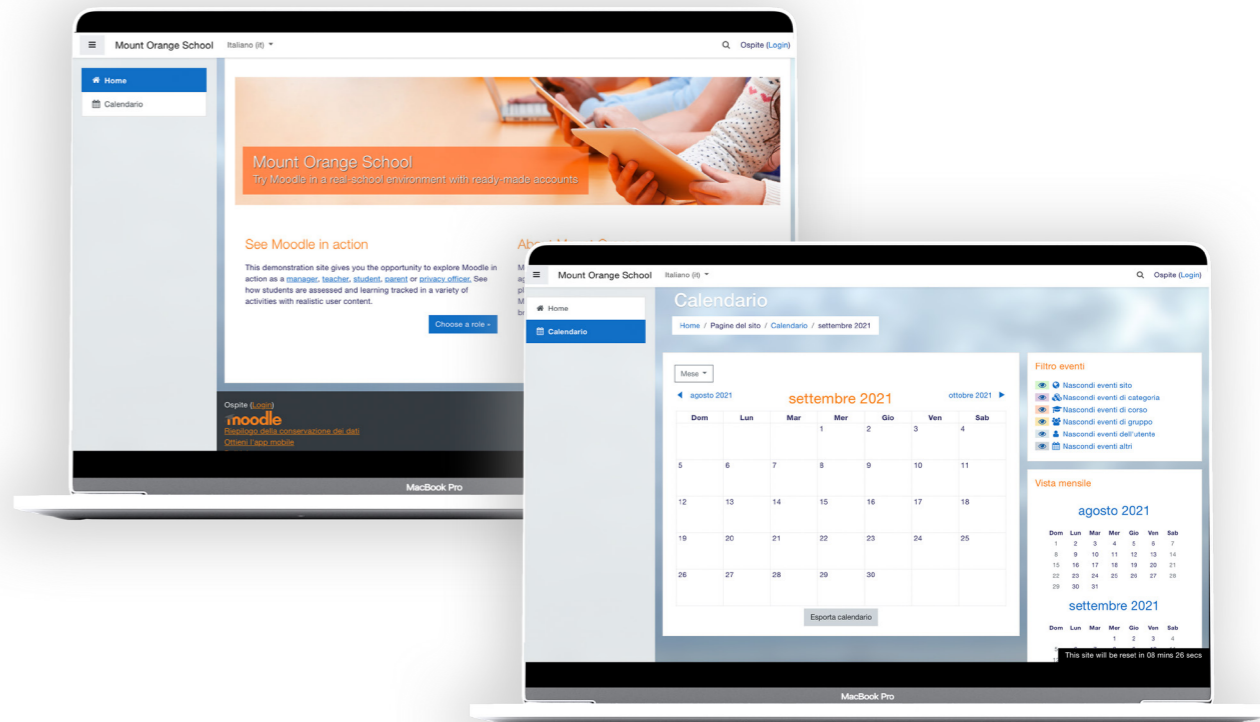 Mount Orange School Italiano (it)
Ospite (Login)
Home
Calendario
Mount Orange School
Try Moodle in a real-school environment with ready-made accounts
See Moodle in action
This demonstration site gives you the opportunity to explore Moodle in
action as a manager, teacher, student, parent or privacy officer. See
how students are assessed and learning tracked in a variety of
activities with realistic user content.
Choose a role
Ospite (Login)
moodle
Riepilogo della conservazione dei dati
Ottieni l'app mobile
MacBook Pro
Mount Orange School Italiano (it)
Ospite (Login)
Home
Calendario
Calendario
Home / Pagine del sito / Calendario / settembre 2021
Mese
agosto 2021 settembre 2021 ottobre 2021
Dom Lun Mar Mer Gio Ven Sab
1 2 3 4
5 6 7 8 9 10 11
12 13 14 15 16 17 18
19 20 21 22 23 24 25
26 27 28 29 30
Esporta calendario
Filtro eventi
Nascondi eventi sito
Nascondi eventi di categoria
Nascondi eventi di corso
Nascondi eventi di gruppo
Nascondi eventi dell'utente
Nascondi eventi altri
Vista mensile
agosto 2021
Dom Lun Mar Mer Gio Ven Sab
1 2 3 4 5 6 7
8 9 10 11 12 13 14
15 16 17 18 19 20 21
22 23 24 25 26 27 28
29 30 31
settembre 2021
Dom Lun Mar Mer Gio Ven Sab
1 2 3 4
This site will be reset in 08 mins 26 secs
MacBook Pro